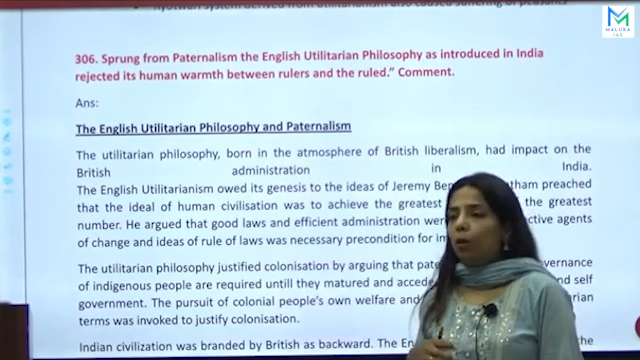 MALUKA
IAS
306. Sprung from Paternalism the English Utilitarian Philosophy as introduced in India
rejected its human warmth between rulers and the ruled.” Comment.
Ans:
The English Utilitarian Philosophy and Paternalism
The utilitarian philosophy, born in the atmosphere of British liberalism, had impact on the
British administration in India.
The English Utilitarianism owed its genesis to the ideas of Jeremy tham preached
that the ideal of human civilisation was to achieve the greatest the greatest
number. He argued that good laws and efficient administration agents
of change and ideas of rule of laws was necessary precondition for
The utilitarian philosophy justified colonisation by arguing that
of indigenous people are required untill they matured and self
government. The pursuit of colonial people's own welfare
terms was invoked to justify colonisation.
Indian civilization was branded by British as backward. The